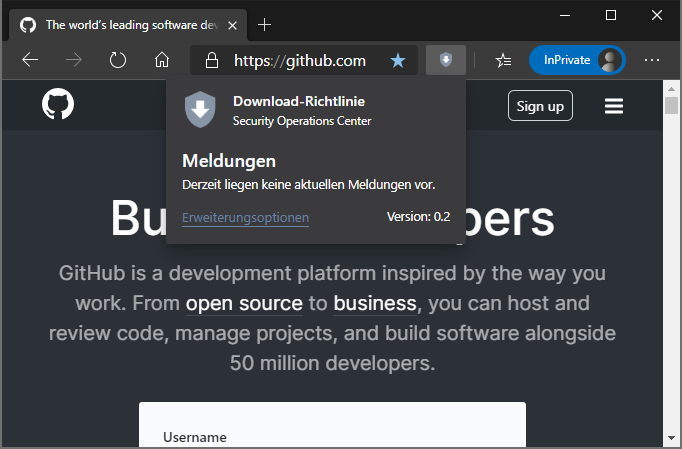 The world's leading software dev
https://github.com
InPrivate
Download-Richtlinie
Security Operations Center
Sign up
Meldungen
Derzeit liegen keine aktuellen Meldungen vor.
Erweiterungsoptionen
Version: 0.2
Bu
pers
GitHub is a development platform inspired by the way you
work. From open source to business, you can host and
review code, manage projects, and build software alongside
50 million developers.
Username